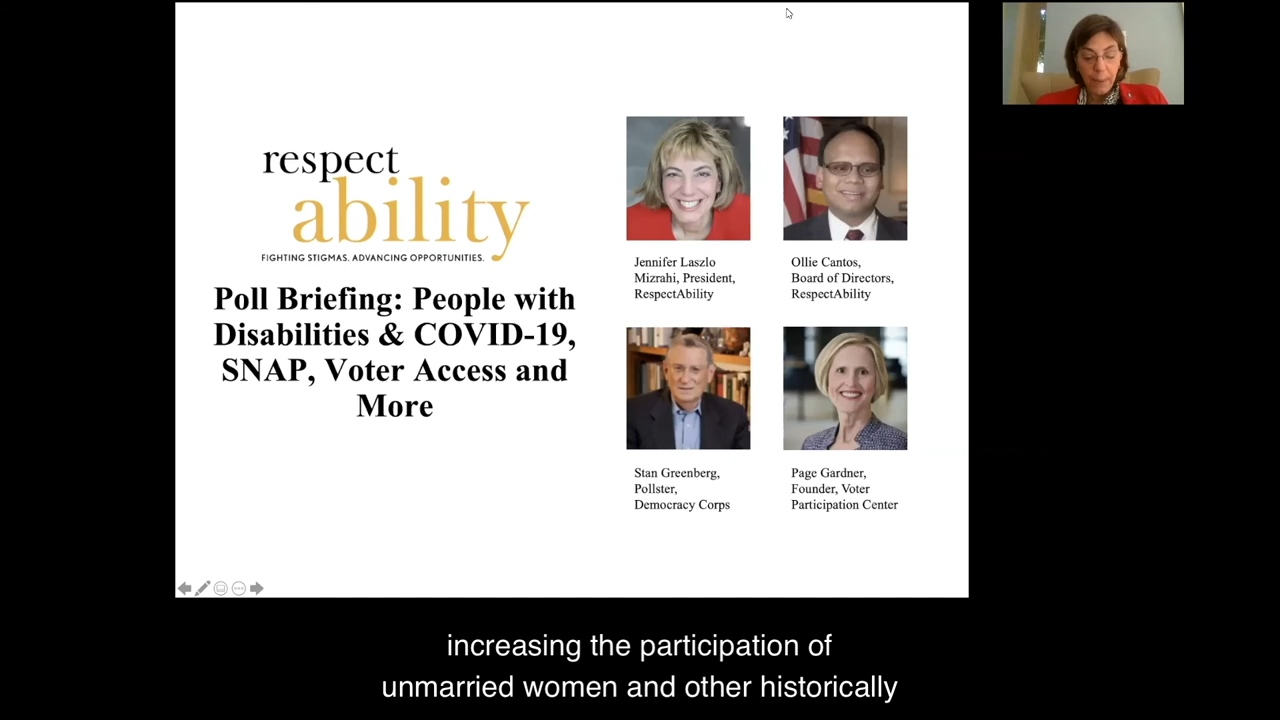 respect
ability
FIGHTING STIGMAS. ADVANCING OPPORTUNITIES.
Poll Briefing: People with
Disabilities & COVID-19,
SNAP, Voter Access and
More
Jennifer Laszlo
Mizrahi, President,
RespectAbility
Ollie Cantos,
Board of Directors,
RespectAbility
Stan Greenberg,
Pollster,
Democracy Corps
Page Gardner,
Founder, Voter
Participation Center
increasing the participation of
unmarried women and other historically